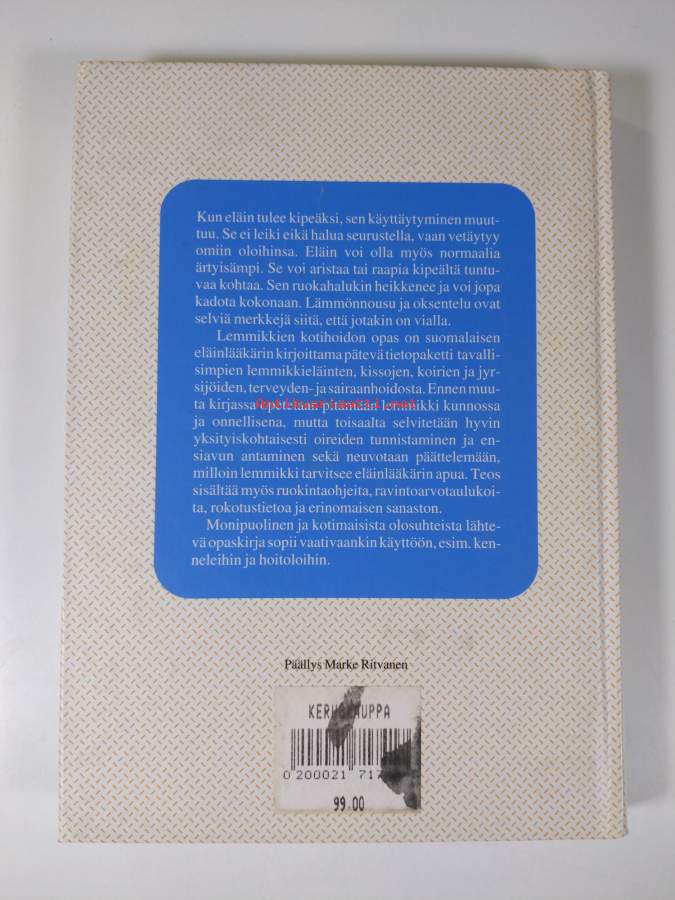 Kun eläin tulee kipeäksi, sen käyttäytyminen muut-
tuu. Se ei leiki eikä halua seurustella, vaan vetäytyy
omiin oloihinsa. Eläin voi olla myös normaalia
ärtyisämpi. Se voi aristaa tai raapia kipeältä tuntu-
vaa kohtaa. Sen ruokahalukin heikkenee ja voi jopa
kadota kokonaan. Lämmönnousu ja oksentelu ovat
selviä merkkejä siitä, että jotakin on vialla.
Lemmikkien kotihoidon opas on suomalaisen
eläinlääkärin kirjoittama pätevä tietopaketti tavalli-
simpien lemmikkieläinten, kissojen, koirien ja jyr-
sijöiden, terveyden- ja sairaanhoidosta. Ennen muu-
ta kirjassa opetetaan pitämään lemmikki kunnossa
ja onnellisena, mutta toisaalta selvitetään hyvin
yksityiskohtaisesti oireiden tunnistaminen ja en-
siavun antaminen sekä neuvotaan päättelemään,
milloin lemmikki tarvitsee eläinlääkärin apua. Teos
sisältää myös ruokintaohjeita, ravintoarvotaulukoi-
ta, rokotustietoa ja erinomaisen sanaston.
Monipuolinen ja kotimaisista olosuhteista lähte-
vä opaskirja sopii vaativaankin käyttöön, esim. ken-
neleihin ja hoitoloihin.
Päällys Marke Ritvanen
0 200021
99.00